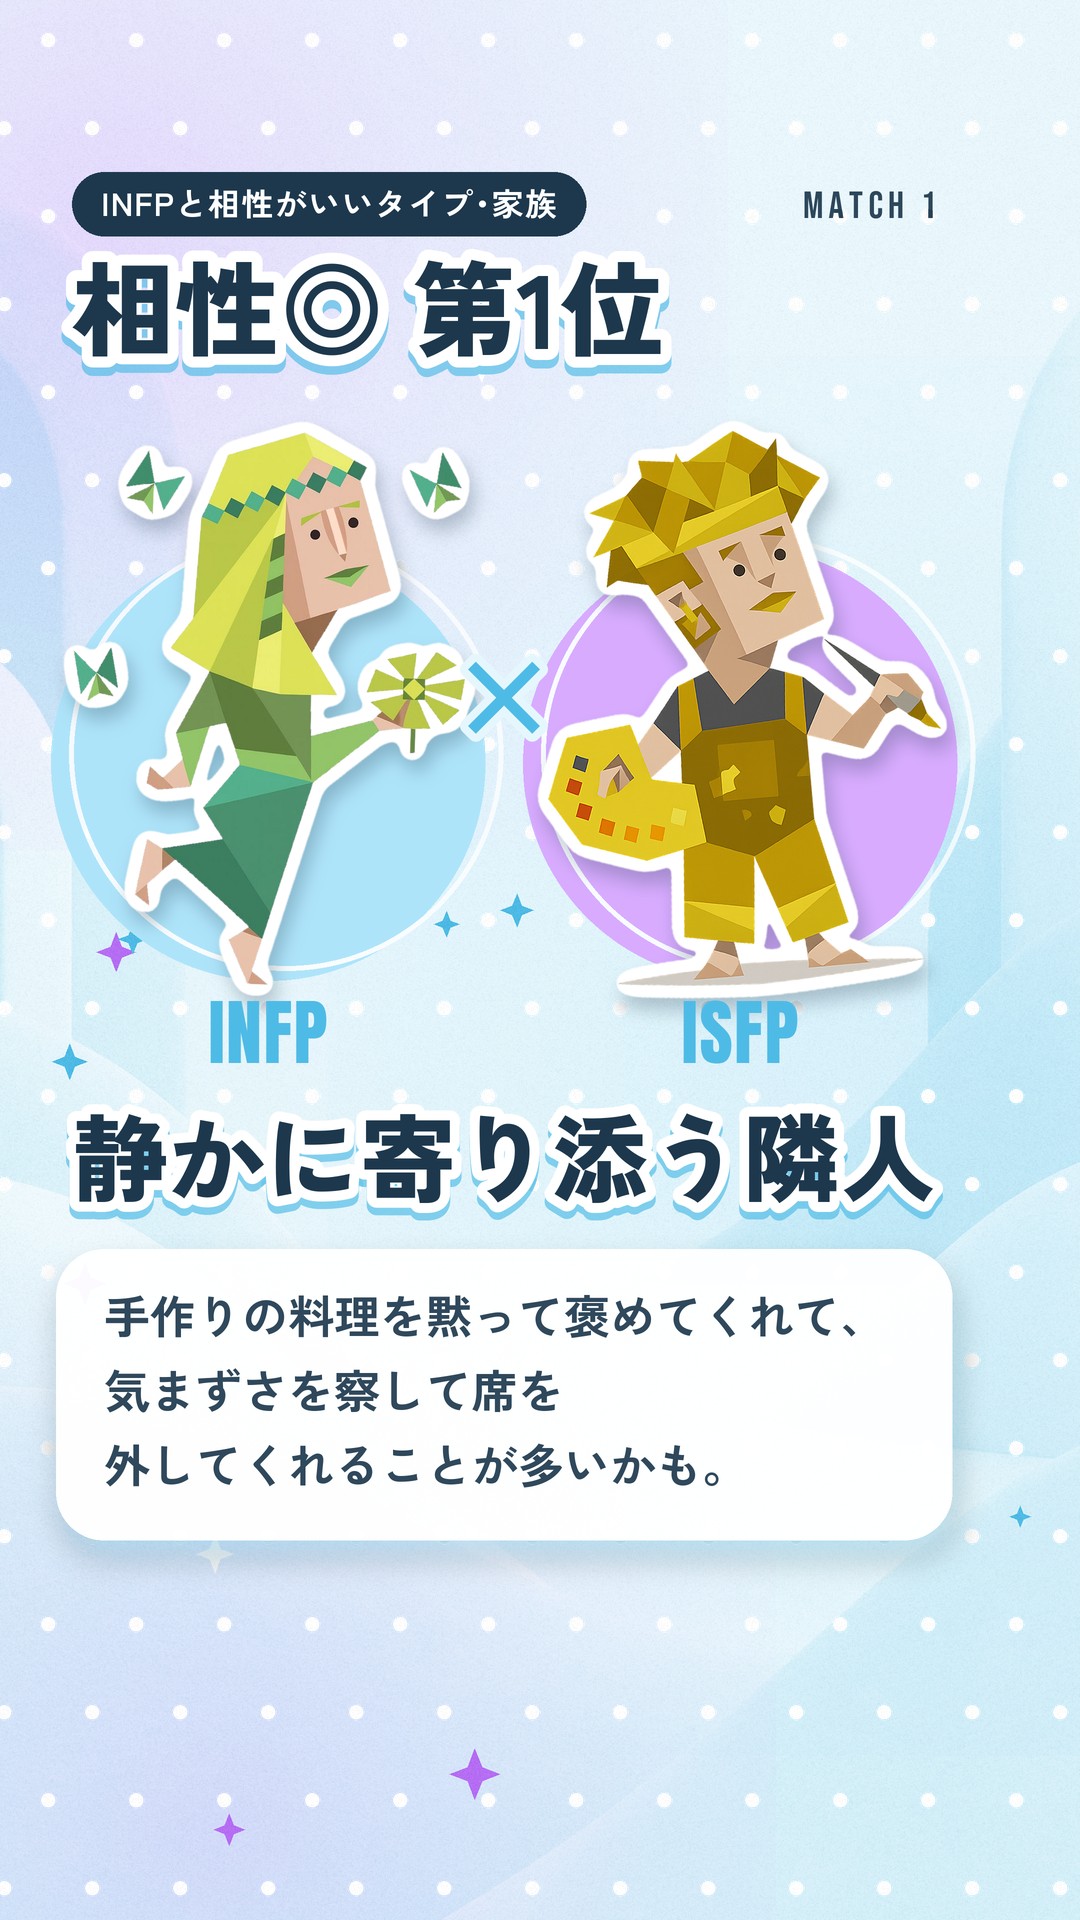 INFPと相性がいいタイプ・家族
MATCH 1
相性◎ 第1位
INFP
ISFP
静かに寄り添う隣人
手作りの料理を黙って褒めてくれて、
気まずさを察して席を
外してくれることが多いかも。